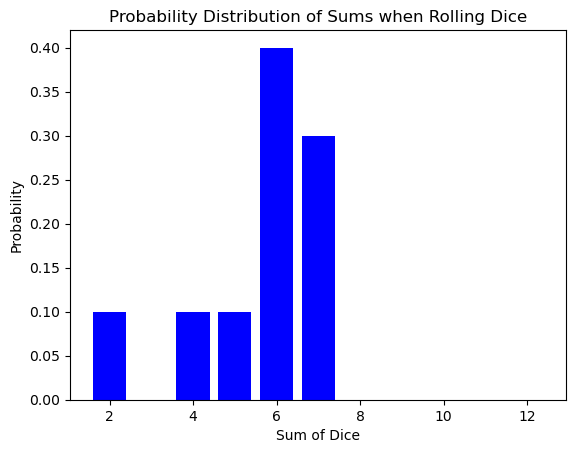 Probability Distribution of Sums when Rolling Dice
0.40
0.35
0.30
0.25
0.20
0.15
0.10
0.05
0.00
Probability
2 4 6 8 10 12
Sum of Dice